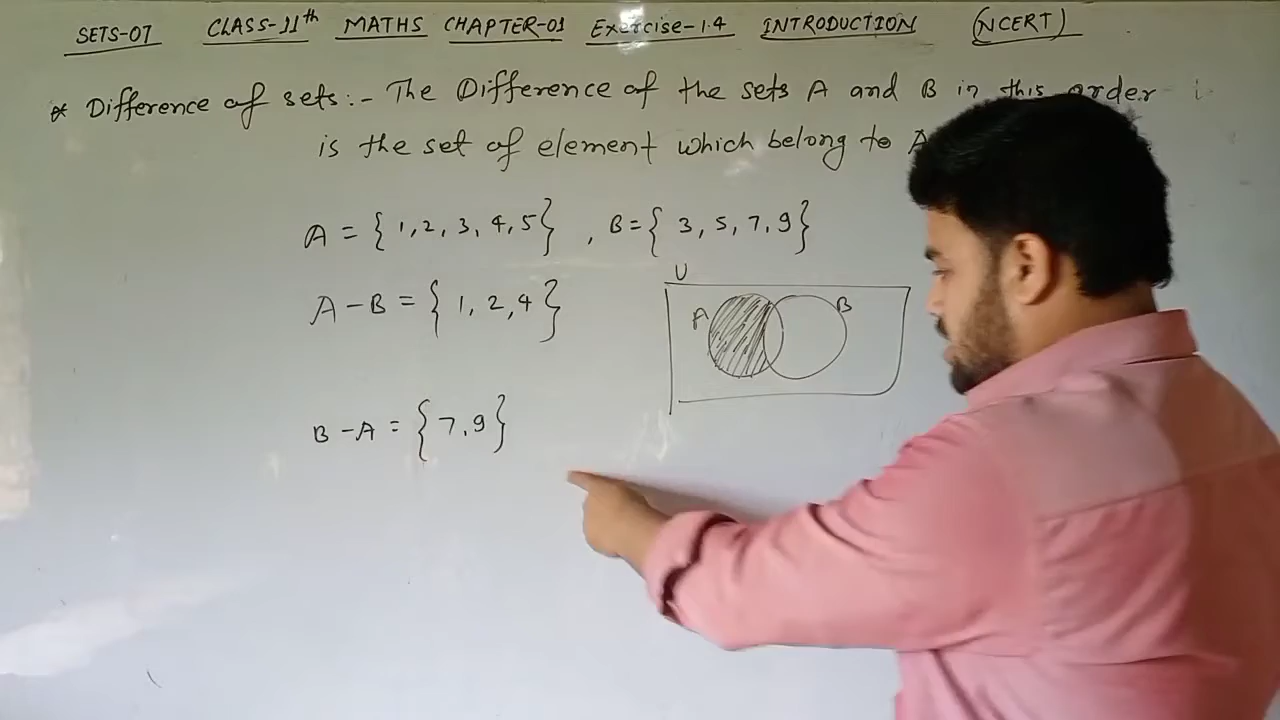 SETS-07 CLASS-11th MATHS CHAPTER-01 Exercise-1.4 INTRODUCTION (NCERT)
* Difference of sets:- The Difference of the sets A and B in this order
is the set of element which belong to A
A = { 1, 2, 3, 4, 5 } , B = { 3, 5, 7, 9 }
U
A - B = { 1, 2, 4 }
A B
B - A = { 7, 9 }